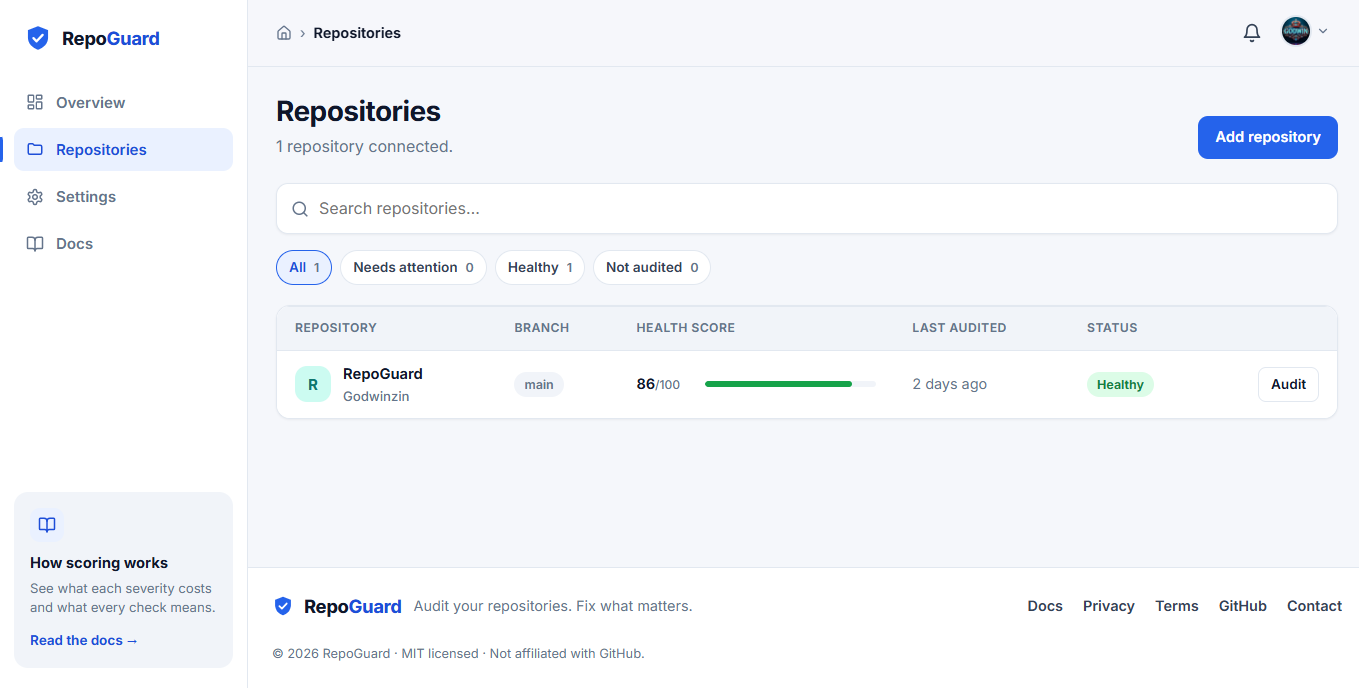 RepoGuard
Overview
Repositories
Settings
Docs
How scoring works
See what each severity costs
and what every check means.
Read the docs →
› Repositories
GODWIN
Repositories
1 repository connected.
Add repository
Search repositories...
All 1 Needs attention 0 Healthy 1 Not audited 0
REPOSITORY BRANCH HEALTH SCORE LAST AUDITED STATUS
R RepoGuard main 86/100 2 days ago Healthy Audit
Godwinzin
RepoGuard Audit your repositories. Fix what matters. Docs Privacy Terms GitHub Contact
© 2026 RepoGuard · MIT licensed · Not affiliated with GitHub.